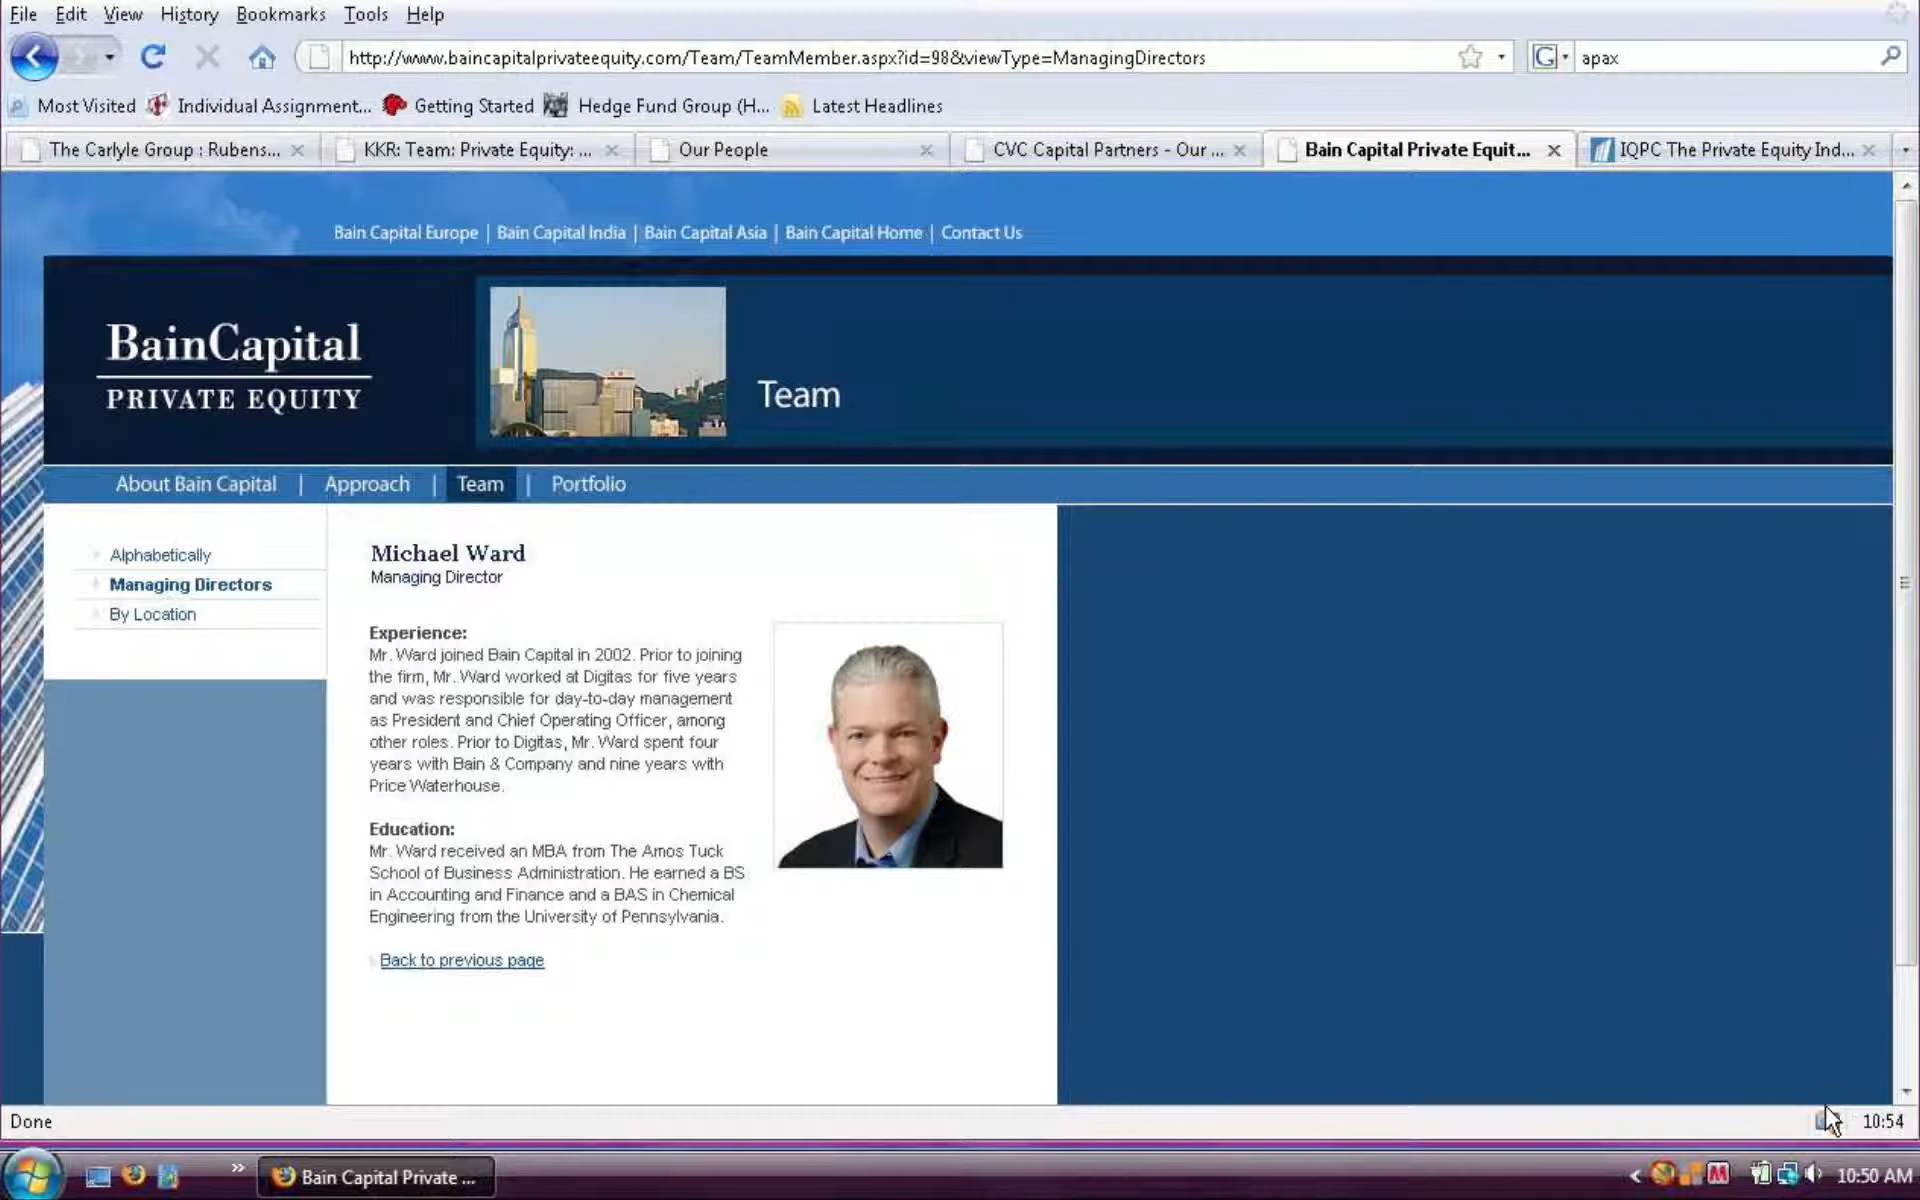 File Edit View History Bookmarks Tools Help
http://www.baincapitalprivateequity.com/Team/TeamMember.aspx?id=98&viewType=ManagingDirectors
G apax
Most Visited Individual Assignment... Getting Started Hedge Fund Group (H... Latest Headlines
The Carlyle Group : Rubens... KKR: Team: Private Equity: ... Our People CVC Capital Partners - Our ... Bain Capital Private Equit... IQPC The Private Equity Ind...
Bain Capital Europe | Bain Capital India | Bain Capital Asia | Bain Capital Home | Contact Us
BainCapital
PRIVATE EQUITY
Team
About Bain Capital | Approach | Team | Portfolio
Alphabetically
Managing Directors
By Location
Michael Ward
Managing Director
Experience:
Mr. Ward joined Bain Capital in 2002. Prior to joining
the firm, Mr. Ward worked at Digitas for five years
and was responsible for day-to-day management
as President and Chief Operating Officer, among
other roles. Prior to Digitas, Mr. Ward spent four
years with Bain & Company and nine years with
Price Waterhouse.
Education:
Mr. Ward received an MBA from The Amos Tuck
School of Business Administration. He earned a BS
in Accounting and Finance and a BAS in Chemical
Engineering from the University of Pennsylvania.
Back to previous page
Done
10:54
Bain Capital Private ...
10:50 AM